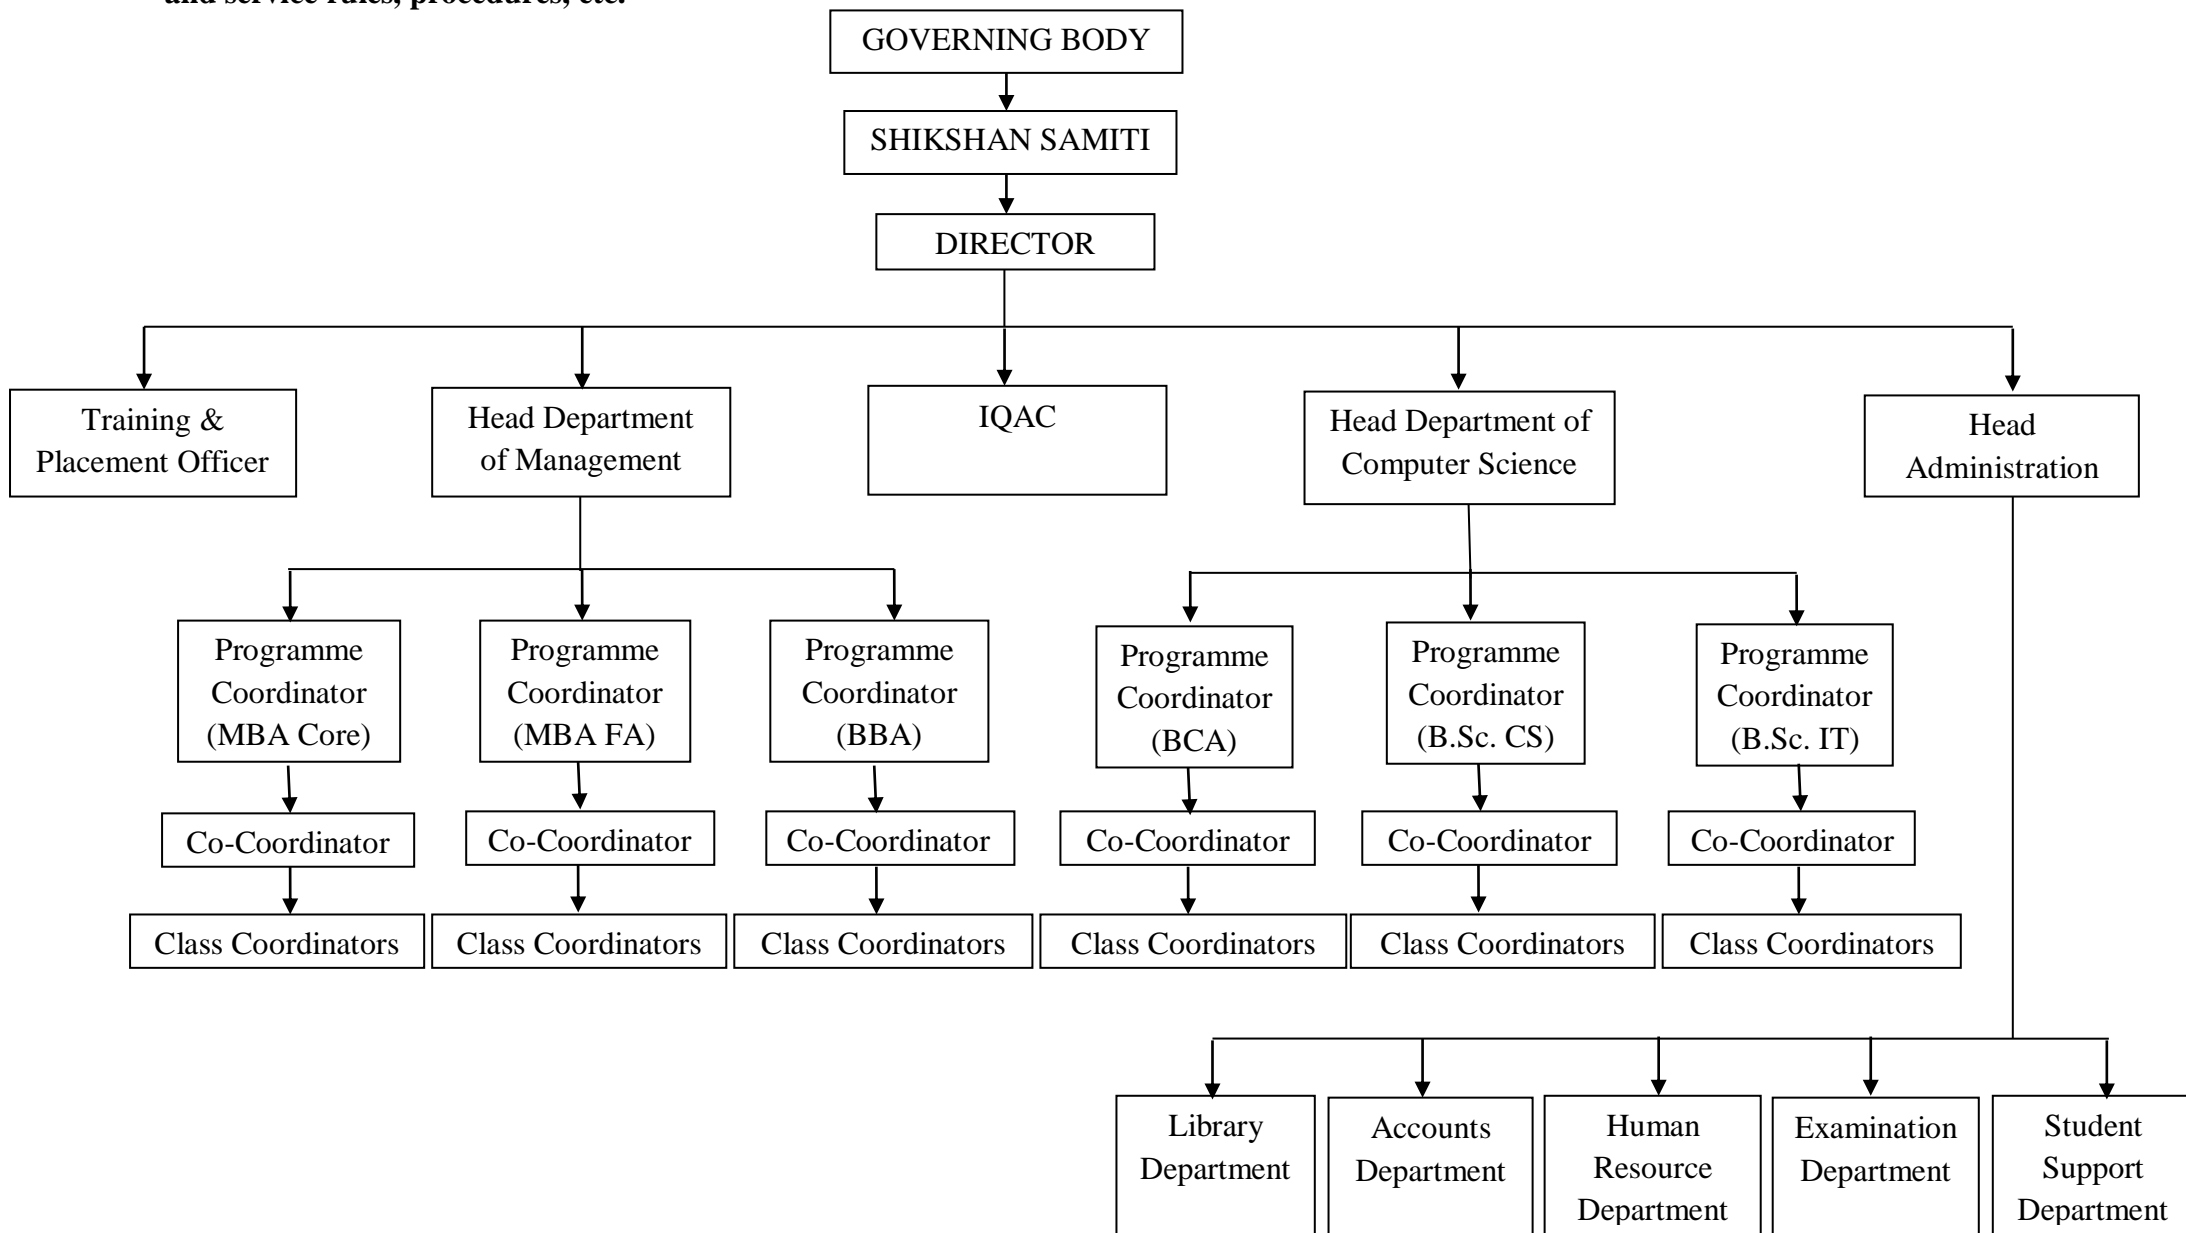 and service rules, procedures, etc.
GOVERNING BODY
SHIKSHAN SAMITI
DIRECTOR
Training &
Placement Officer
Head Department
of Management
IQAC
Head Department of
Computer Science
Head
Administration
Programme
Coordinator
(MBA Core)
Programme
Coordinator
(MBA FA)
Programme
Coordinator
(BBA)
Programme
Coordinator
(BCA)
Programme
Coordinator
(B.Sc. CS)
Programme
Coordinator
(B.Sc. IT)
Co-Coordinator
Co-Coordinator
Co-Coordinator
Co-Coordinator
Co-Coordinator
Co-Coordinator
Class Coordinators
Class Coordinators
Class Coordinators
Class Coordinators
Class Coordinators
Class Coordinators
Library
Department
Accounts
Department
Human
Resource
Department
Examination
Department
Student
Support
Department